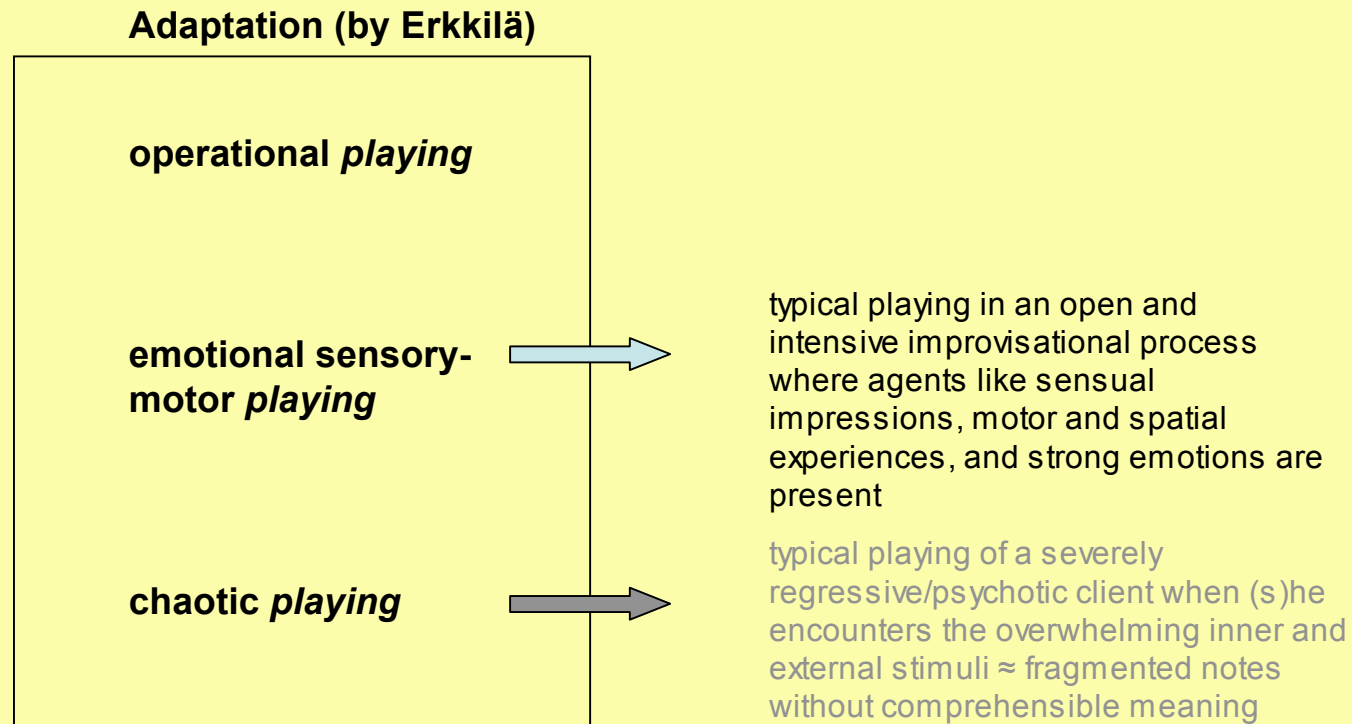 Adaptation (by Erkkilä)
operational playing
emotional sensory-
motor playing
typical playing in an open and
intensive improvisational process
where agents like sensual
impressions, motor and spatial
experiences, and strong emotions are
present
chaotic playing
typical playing of a severely
regressive/psychotic client when (s)he
encounters the overwhelming inner and
external stimuli ≈ fragmented notes
without comprehensible meaning